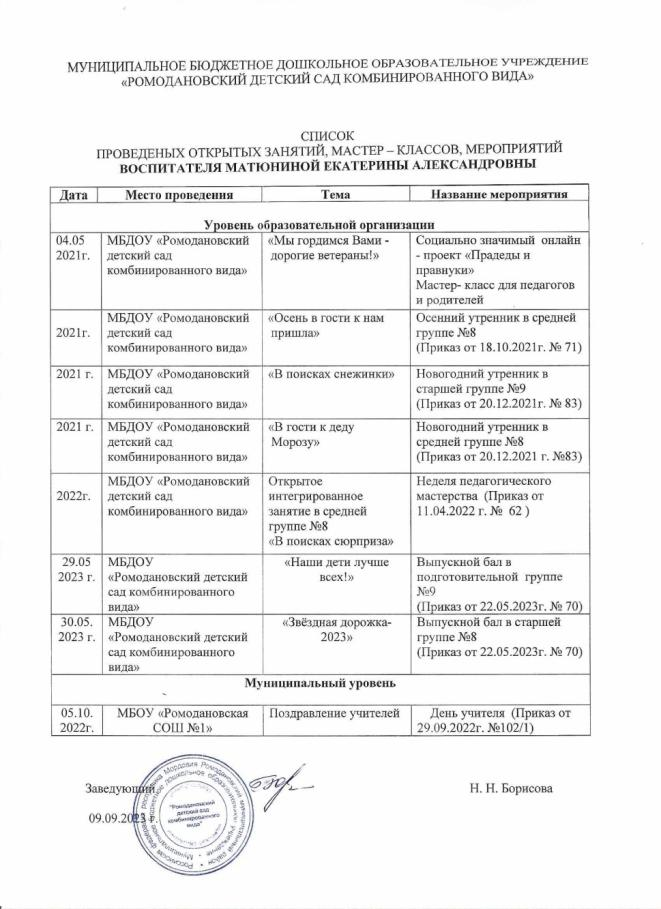 МУНИЦИПАЛЬНОЕ БЮДЖЕТНОЕ ДОШКОЛЬНОЕ ОБРАЗОВАТЕЛЬНОЕ УЧРЕЖДЕНИЕ
«РОМОДАНОВСКИЙ ДЕТСКИЙ САД КОМБИНИРОВАННОГО ВИДА»
СПИСОК
ПРОВЕДЕНЫХ ОТКРЫТЫХ ЗАНЯТИЙ, МАСТЕР – КЛАССОВ, МЕРОПРИЯТИЙ
ВОСПИТАТЕЛЯ МАТЮНИНОЙ ЕКАТЕРИНЫ АЛЕКСАНДРОВНЫ
Дата Место проведения Тема Название мероприятия
Уровень образовательной организации
04.05
2021г.
МБДОУ «Ромодановский
детский сад
комбинированного вида»
«Мы гордимся Вами -
дорогие ветераны!»
Социально значимый онлайн
- проект «Прадеды и
правнуки»
Мастер- класс для педагогов
и родителей
2021г.
МБДОУ «Ромодановский
детский сад
комбинированного вида»
«Осень в гости к нам
пришла»
Осенний утренник в средней
группе №8
(Приказ от 18.10.2021г. № 71)
2021 г.
МБДОУ «Ромодановский
детский сад
комбинированного вида»
«В поисках снежинки»
Новогодний утренник в
старшей группе №9
(Приказ от 20.12.2021г. № 83)
2021 г.
МБДОУ «Ромодановский
детский сад
комбинированного вида»
«В гости к деду
Морозу»
Новогодний утренник в
средней группе №8
(Приказ от 20.12.2021 г. №83)
2022г.
МБДОУ «Ромодановский
детский сад
комбинированного вида»
Открытое
интегрированное
занятие в средней
группе №8
«В поисках сюрприза»
Неделя педагогического
мастерства (Приказ от
11.04.2022 г. № 62 )
29.05
2023 г.
МБДОУ
«Ромодановский детский
сад комбинированного
вида»
«Наши дети лучше
всех!»
Выпускной бал в
подготовительной группе
№9
(Приказ от 22.05.2023г. № 70)
30.05.
2023 г.
МБДОУ
«Ромодановский детский
сад комбинированного
вида»
«Звёздная дорожка-
2023»
Выпускной бал в старшей
группе №8
(Приказ от 22.05.2023г. № 70)
Муниципальный уровень
05.10.
2022г.
МБОУ «Ромодановская
СОШ №1»
Поздравление учителей
День учителя (Приказ от
29.09.2022г. №102/1)
Заведующий Н. Н. Борисова
09.09.2023 г.
"Ромодановский
детский сад
комбинированного
вида"